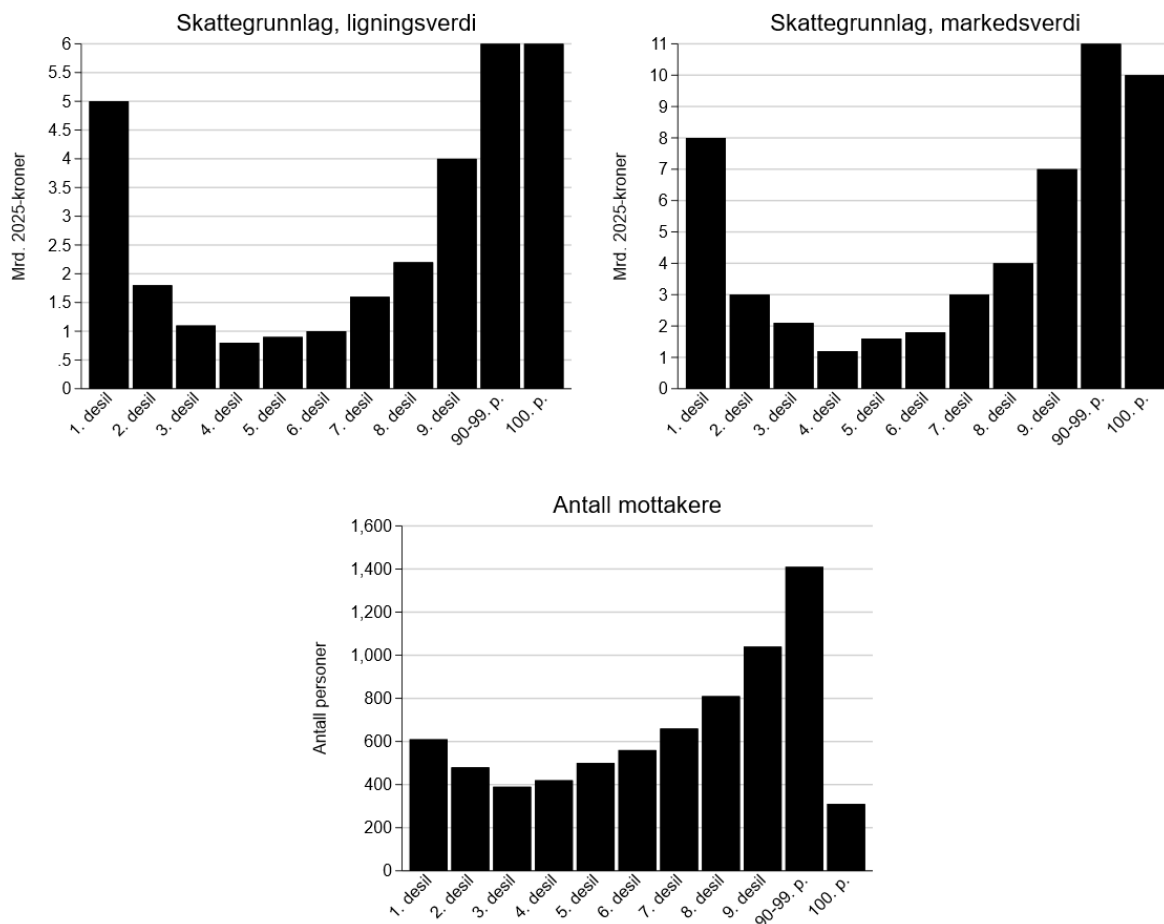 Skattegrunnlag, ligningsverdi
Mrd. 2025-kroner
6
5.5
5
4.5
4
3.5
3
2.5
2
1.5
1
.5
0
1. desil
2. desil
3. desil
4. desil
5. desil
6. desil
7. desil
8. desil
9. desil
90-99. p.
100. p.
Skattegrunnlag, markedsverdi
Mrd. 2025-kroner
11
10
9
8
7
6
5
4
3
2
1
0
1. desil
2. desil
3. desil
4. desil
5. desil
6. desil
7. desil
8. desil
9. desil
90-99. p.
100. p.
Antall mottakere
Antall personer
1,600
1,400
1,200
1,000
800
600
400
200
0
1. desil
2. desil
3. desil
4. desil
5. desil
6. desil
7. desil
8. desil
9. desil
90-99. p.
100. p.